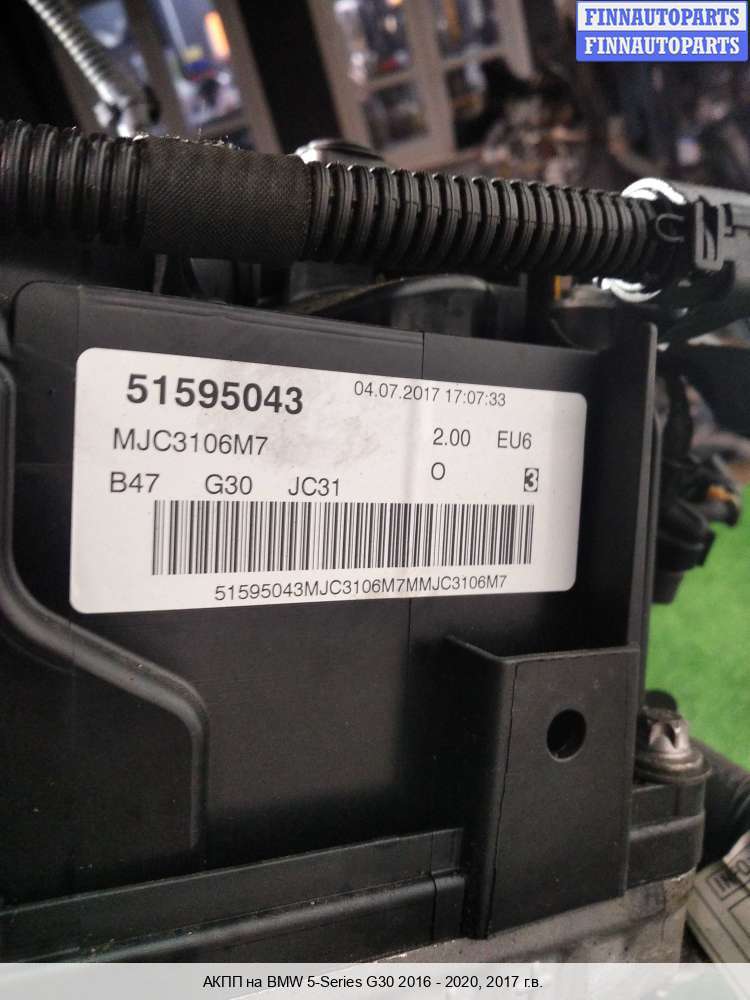 FINNAUTOPARTS
FINNAUTOPARTS
51595043 04.07.2017 17:07:33
MJC3106M7 2.00 EU6
B47 G30 JC31 O 3
51595043MJC3106M7MMJC3106M7
АКПП на BMW 5-Series G30 2016 - 2020, 2017 г.в.